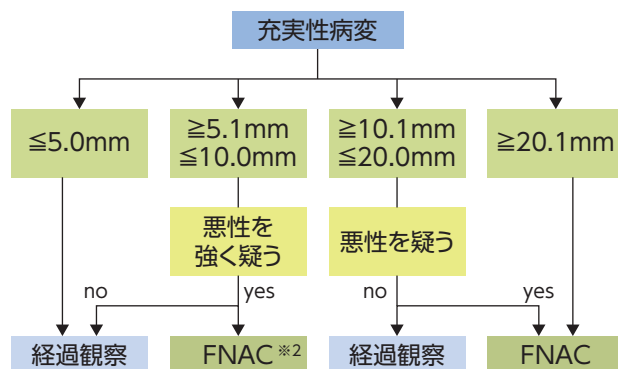 充実性病変
≦5.0mm
≧5.1mm
≦10.0mm
≧10.1mm
≦20.0mm
≧20.1mm
悪性を
強く疑う
悪性を疑う
no
yes
no
yes
経過観察
FNAC※2
経過観察
FNAC